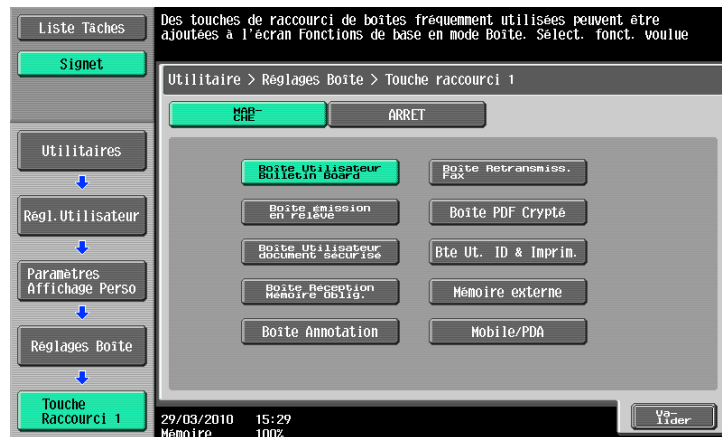 Liste Tâches
Des touches de raccourci de boîtes fréquemment utilisées peuvent être
ajoutées à l'écran Fonctions de base en mode Boîte. Sélect. fonct. voulue
Signet
Utilitaire > Réglages Boîte > Touche raccourci 1
MAR-
CHE
ARRET
Utilitaires
Régl.Utilisateur
Paramètres
Affichage Perso
Réglages Boîte
Touche
Raccourci 1
Boîte Utilisateur
Bulletin Board
Boîte Retransmiss.
Fax
Boîte émission
en relève
Boîte PDF Crypté
Boîte Utilisateur
document sécurisé
Bte Ut. ID & Imprim.
Boîte Réception
Mémoire Oblig.
Mémoire externe
Boîte Annotation
Mobile/PDA
29/03/2010 15:29
Mémoire 100%
Va-
lider